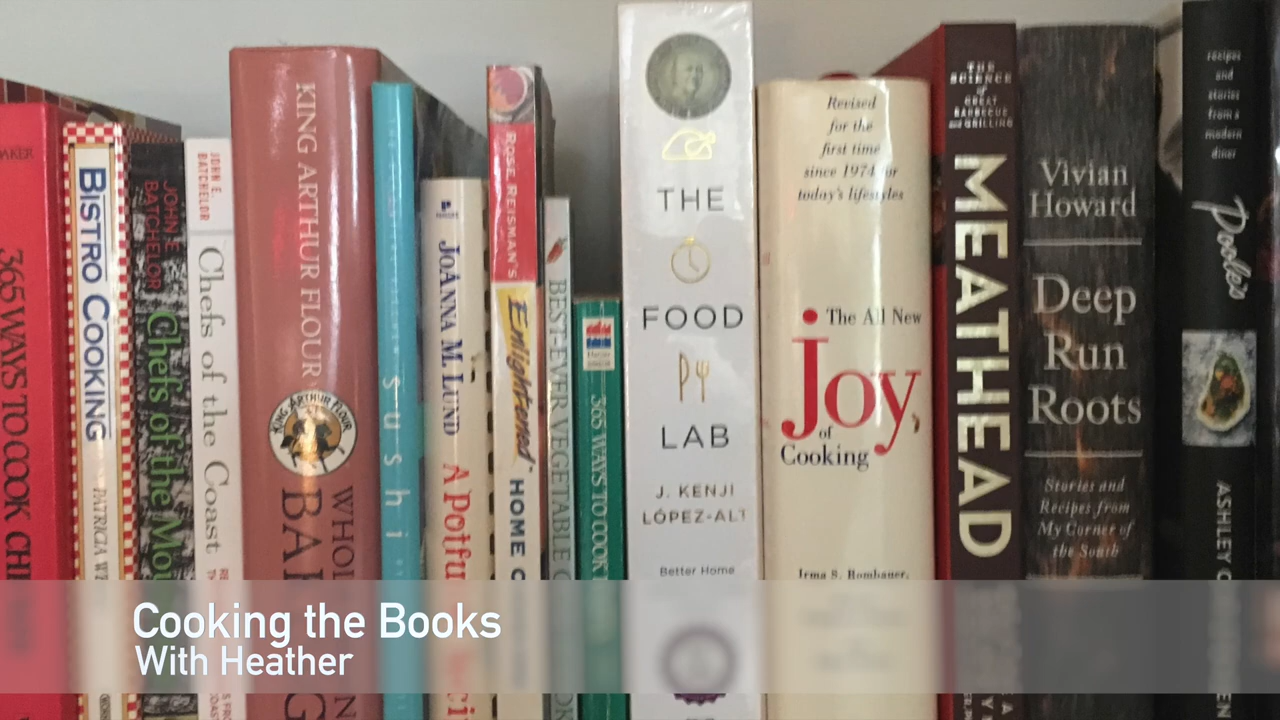 AKER
365 WAYS TO COOK CHI
BISTRO COOKING
PATRICIA WE
JOHN E.
BATCHELOR
Chefs of the Mou
JOHN E.
BATCHELOR
Chefs of the Coast
KING ARTHUR FLOUR
KING ARTHUR FLOUR
WHOL
BA
sushi
JOANNA M. LUND
A Potfu
ROSE REISMAN'S
Enlightened
HOME C
BEST-EVER VEGETABLE C
365 WAYS TO COOK
THE
FOOD
LAB
J. KENJI
LÓPEZ-ALT
Better Home
Revised
for the
first time
since 1974 for
today's lifestyles
The All New
Joy
of
Cooking
Irma S. Rombauer,
THE
SCIENCE
of
GREAT
BARBECUE
and GRILLING
MEATHEAD
Vivian
Howard
Deep
Run
Roots
Stories and
Recipes from
My Corner of
the South
recipes
and
stories
from a
modern
diner
Poole's
ASHLEY C
Cooking the Books
With Heather